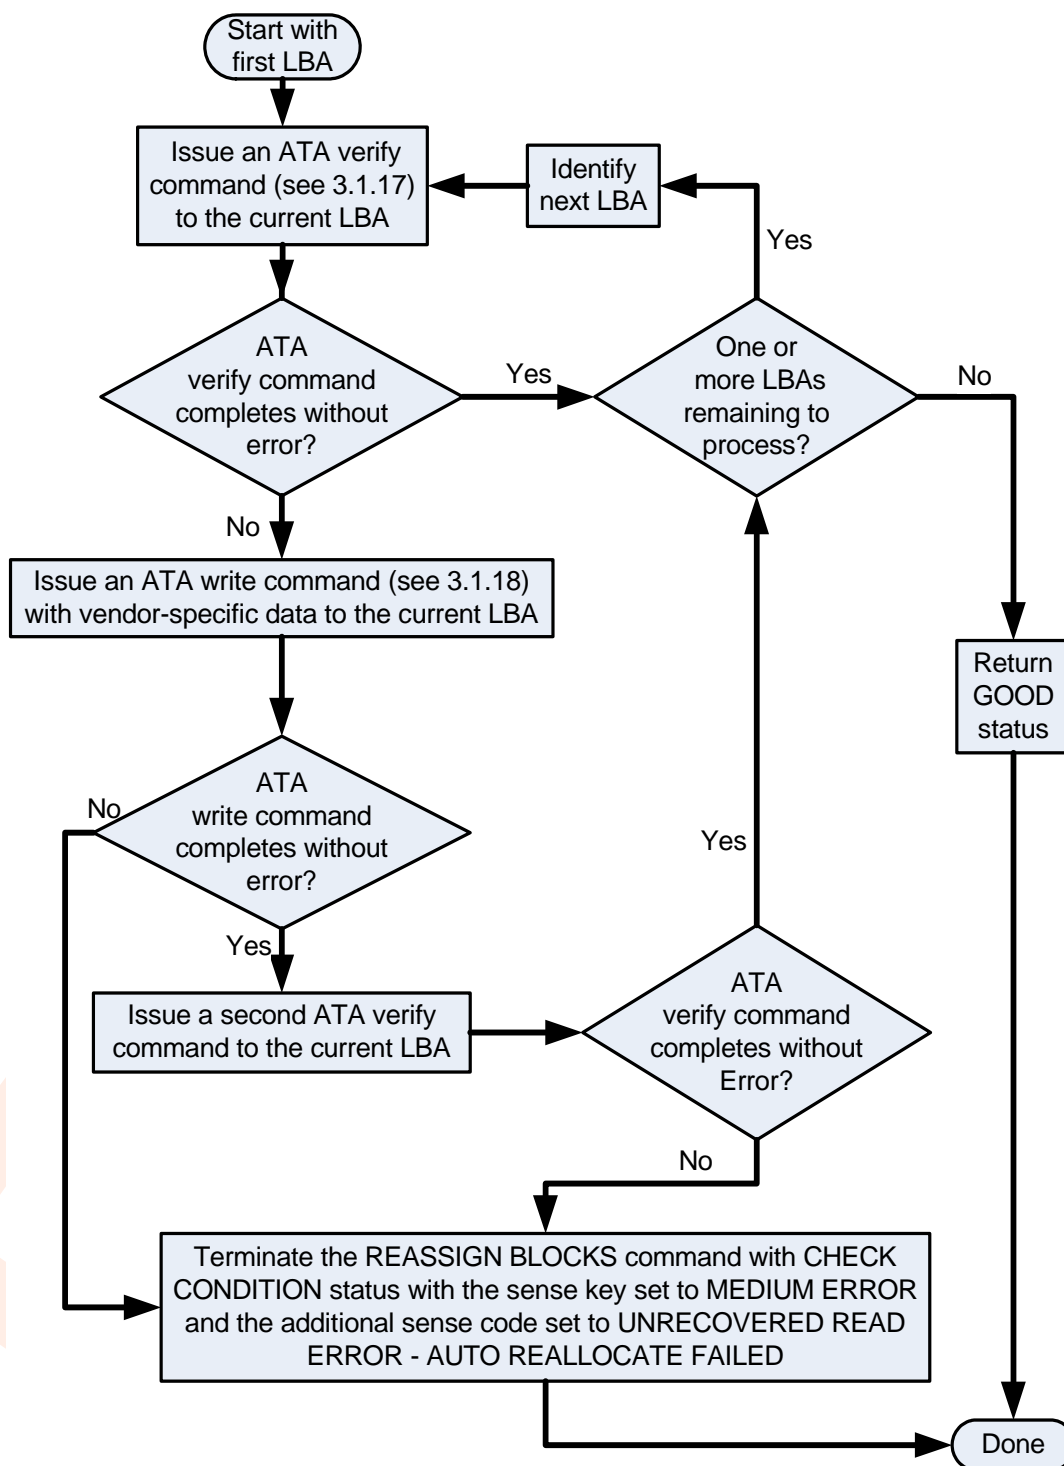 Start with
first LBA
Issue an ATA verify
command (see 3.1.17)
to the current LBA
Identify
next LBA
Yes
ATA
verify command
completes without
error?
Yes
One or
more LBAs
remaining to
process?
No
No
Issue an ATA write command (see 3.1.18)
with vendor-specific data to the current LBA
Return
GOOD
status
ATA
write command
completes without
error?
No
Yes
Yes
Issue a second ATA verify
command to the current LBA
ATA
verify command
completes without
Error?
No
Terminate the REASSIGN BLOCKS command with CHECK
CONDITION status with the sense key set to MEDIUM ERROR
and the additional sense code set to UNRECOVERED READ
ERROR - AUTO REALLOCATE FAILED
Done